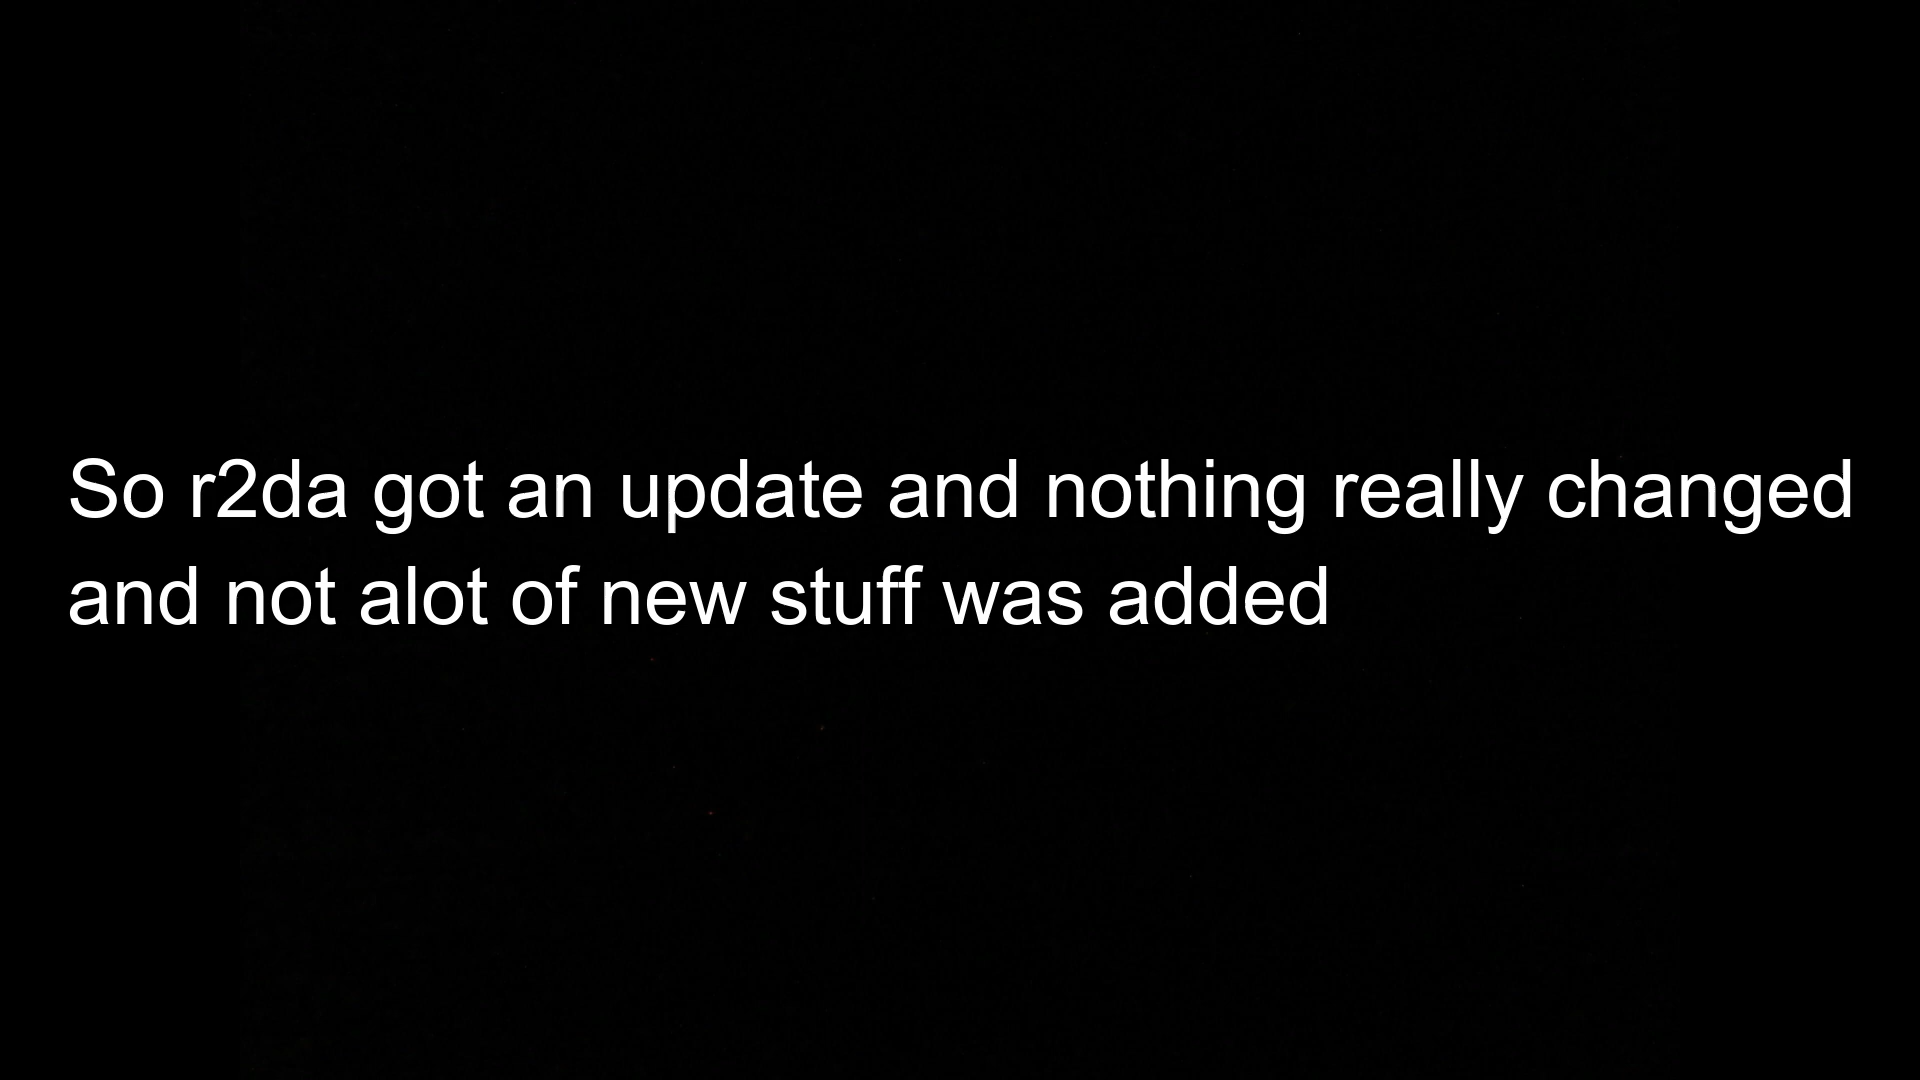 So r2da got an update and nothing really changed
and not alot of new stuff was added